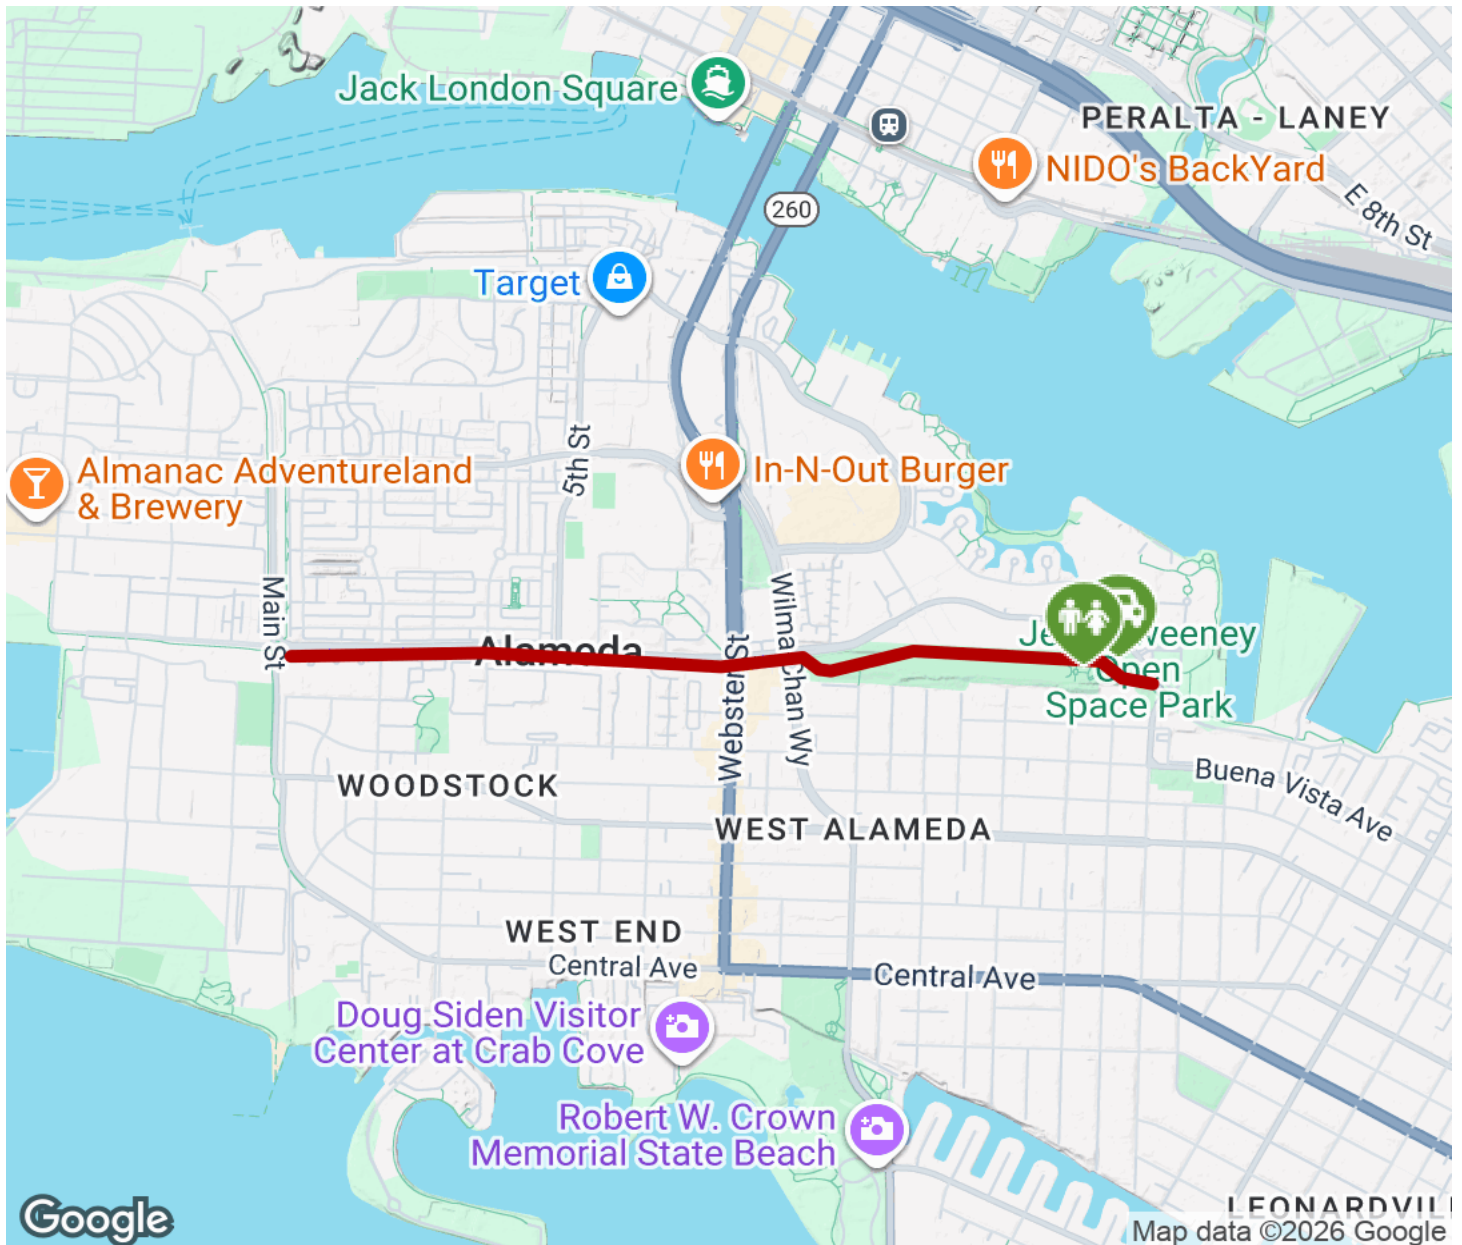 Jack London Square
PERALTA - LANEY
NIDO's BackYard
E 8th St
260
Target
5th St
In-N-Out Burger
Almanac Adventureland
& Brewery
Main St
Wilma Chan Wy
Alameda
Sweeney
Open
Space Park
Webster St
WOODSTOCK
Buena Vista Ave
WEST ALAMEDA
WEST END
Central Ave
Central Ave
Doug Siden Visitor
Center at Crab Cove
Robert W. Crown
Memorial State Beach
Google
Map data ©2026 Google